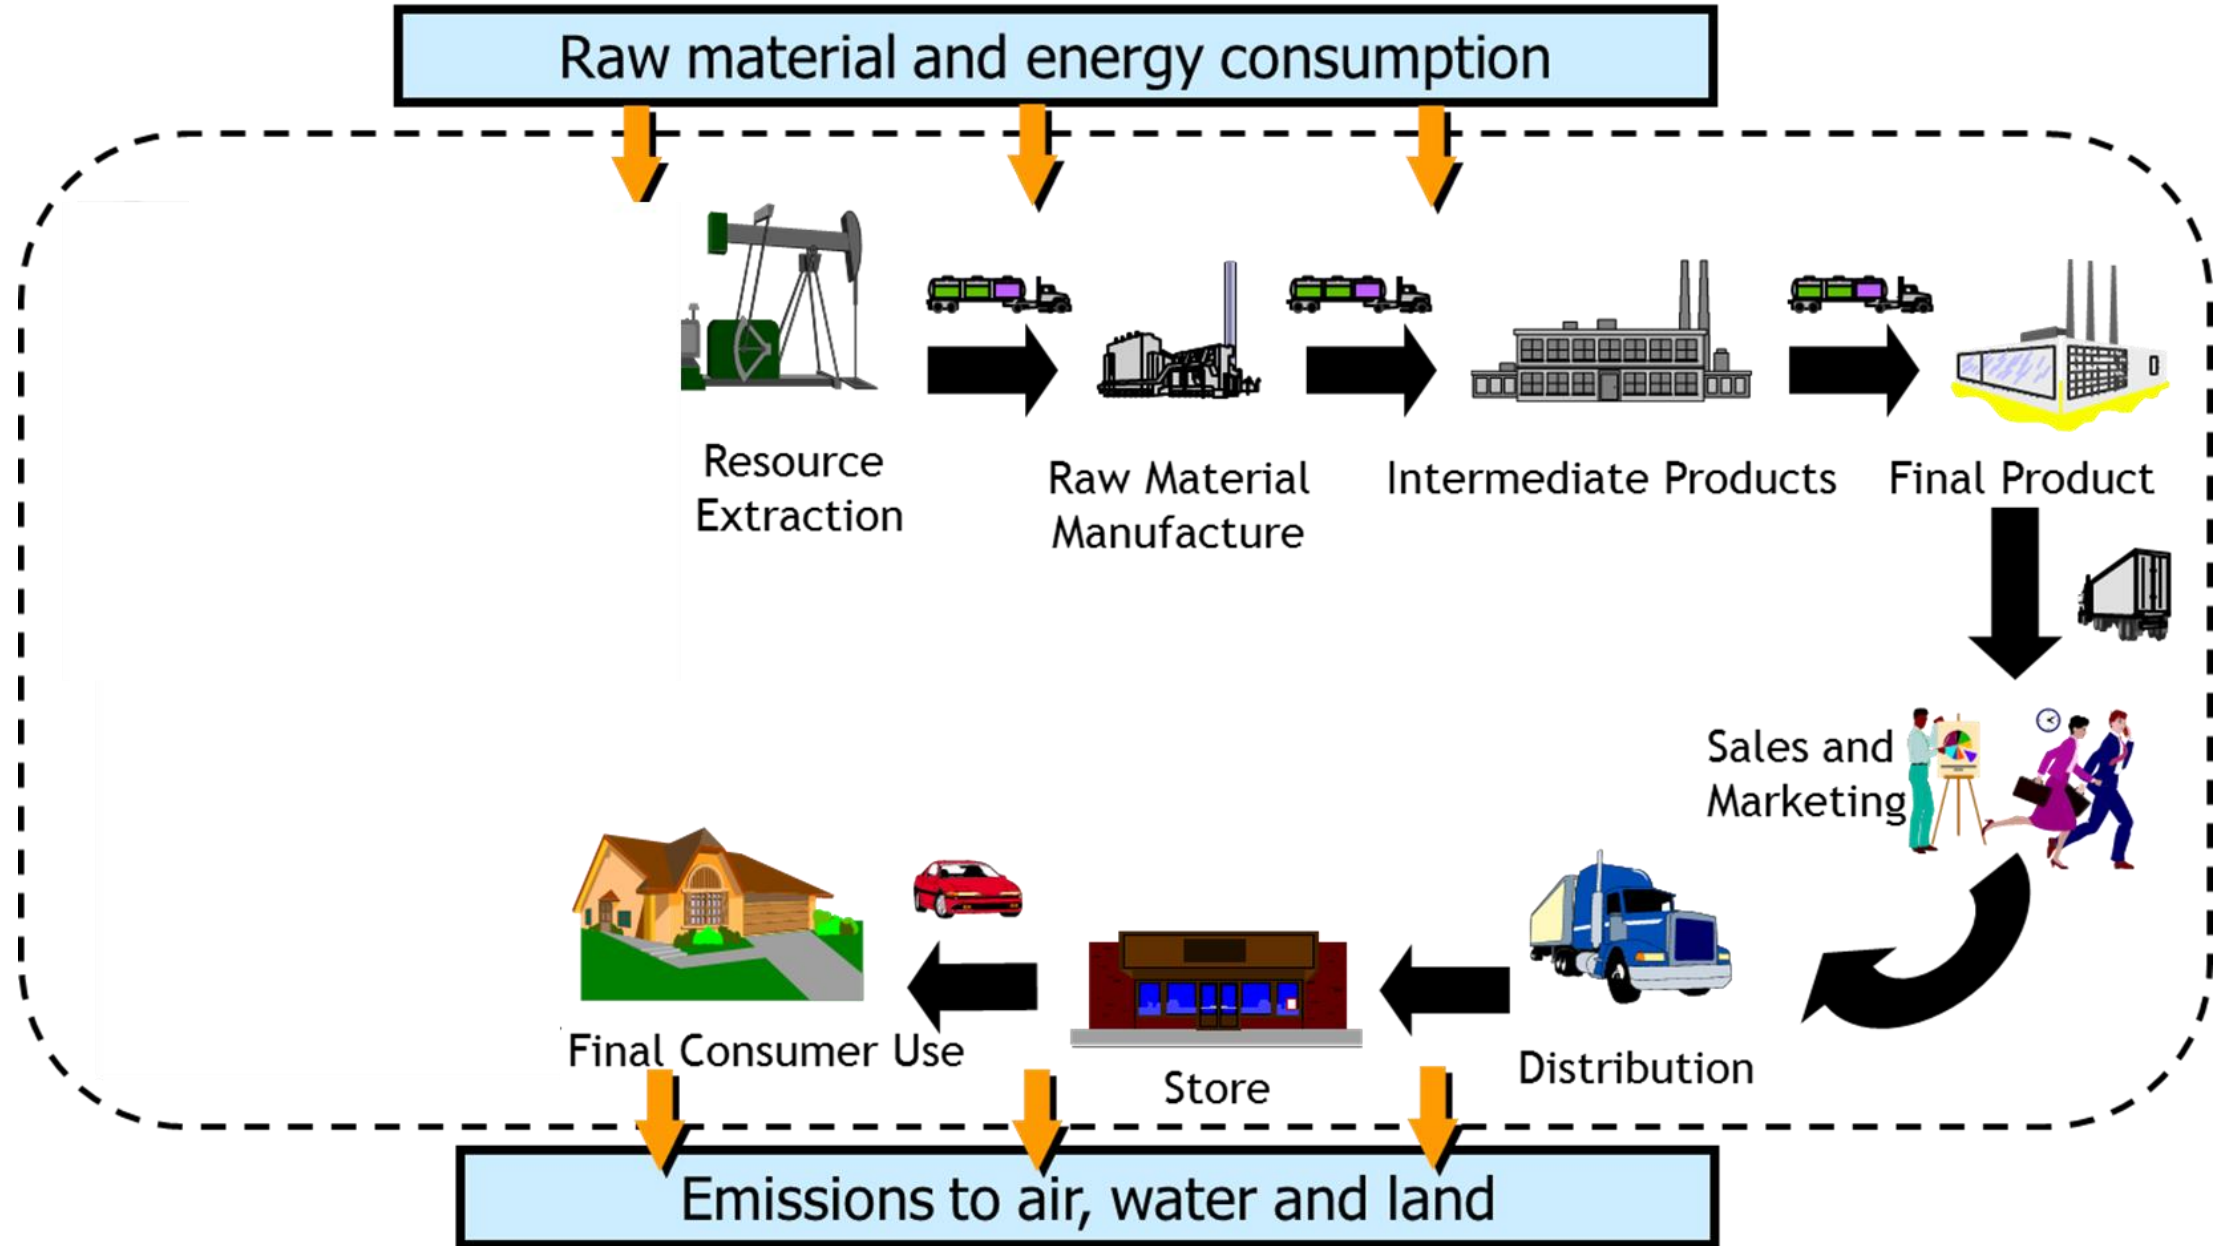 Raw material and energy consumption
Resource
Extraction
Raw Material
Manufacture
Intermediate Products
Final Product
Sales and
Marketing
Distribution
Store
Final Consumer Use
Emissions to air, water and land